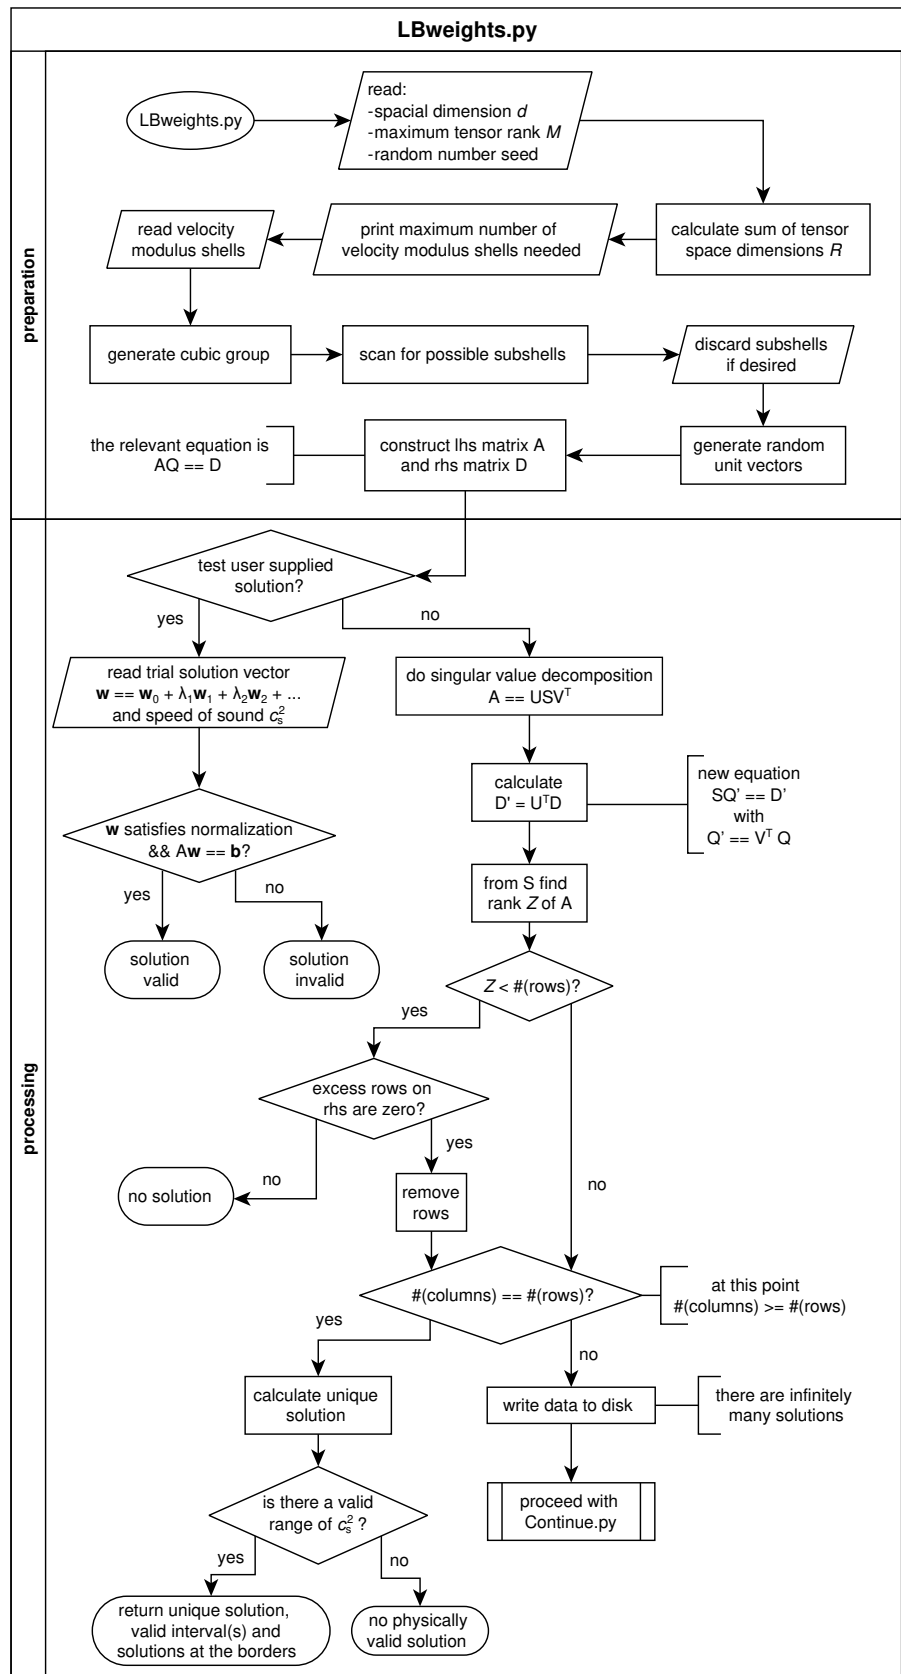 LBweights.py
preparation
LBweights.py
read:
-spacial dimension d
-maximum tensor rank M
-random number seed
read velocity
modulus shells
print maximum number of
velocity modulus shells needed
calculate sum of tensor
space dimensions R
generate cubic group
scan for possible subshells
discard subshells
if desired
the relevant equation is
AQ == D
construct lhs matrix A
and rhs matrix D
generate random
unit vectors
processing
test user supplied
solution?
yes
no
read trial solution vector
w == w₀ + λ₁w₁ + λ₂w₂ + ...
and speed of sound cₛ²
do singular value decomposition
A == USVᵀ
calculate
D' = UᵀD
new equation
SQ' == D'
with
Q' == Vᵀ Q
w satisfies normalization
&& Aw == b?
yes
no
from S find
rank Z of A
solution
valid
solution
invalid
Z < #(rows)?
yes
excess rows on
rhs are zero?
yes
no
no solution
remove
rows
no
#(columns) == #(rows)?
at this point
#(columns) >= #(rows)
yes
no
calculate unique
solution
write data to disk
there are infinitely
many solutions
is there a valid
range of cₛ² ?
proceed with
Continue.py
yes
no
return unique solution,
valid interval(s) and
solutions at the borders
no physically
valid solution